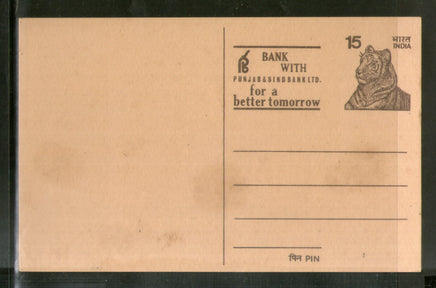 15 भारत
INDIA
BANK
WITH
PUNJAB & SIND BANK LTD.
for a
better tomorrow
पिन PIN